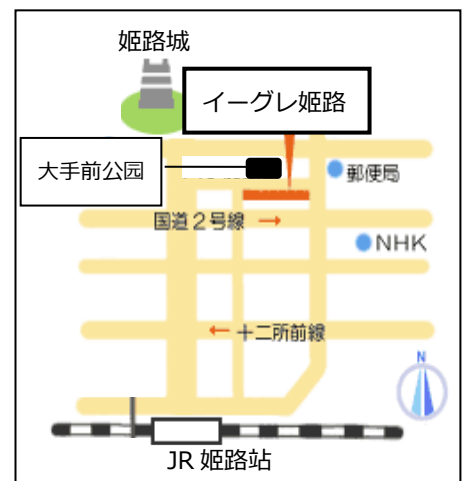 姫路城
イーグレ姫路
大手前公园
郵便局
国道２号線 →
NHK
← 十二所前線
N
JR 姫路站